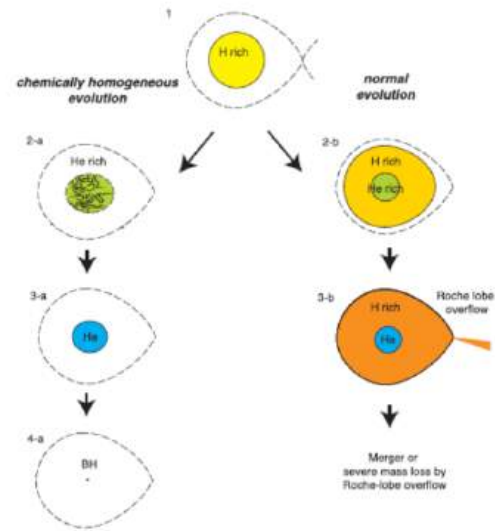 1
H rich
chemically homogeneous
evolution
normal
evolution
2-a
He rich
2-b
H rich
He rich
3-a
He
3-b
H rich
He
Roche lobe
overflow
4-a
BH
Merger or
severe mass loss by
Roche-lobe overflow